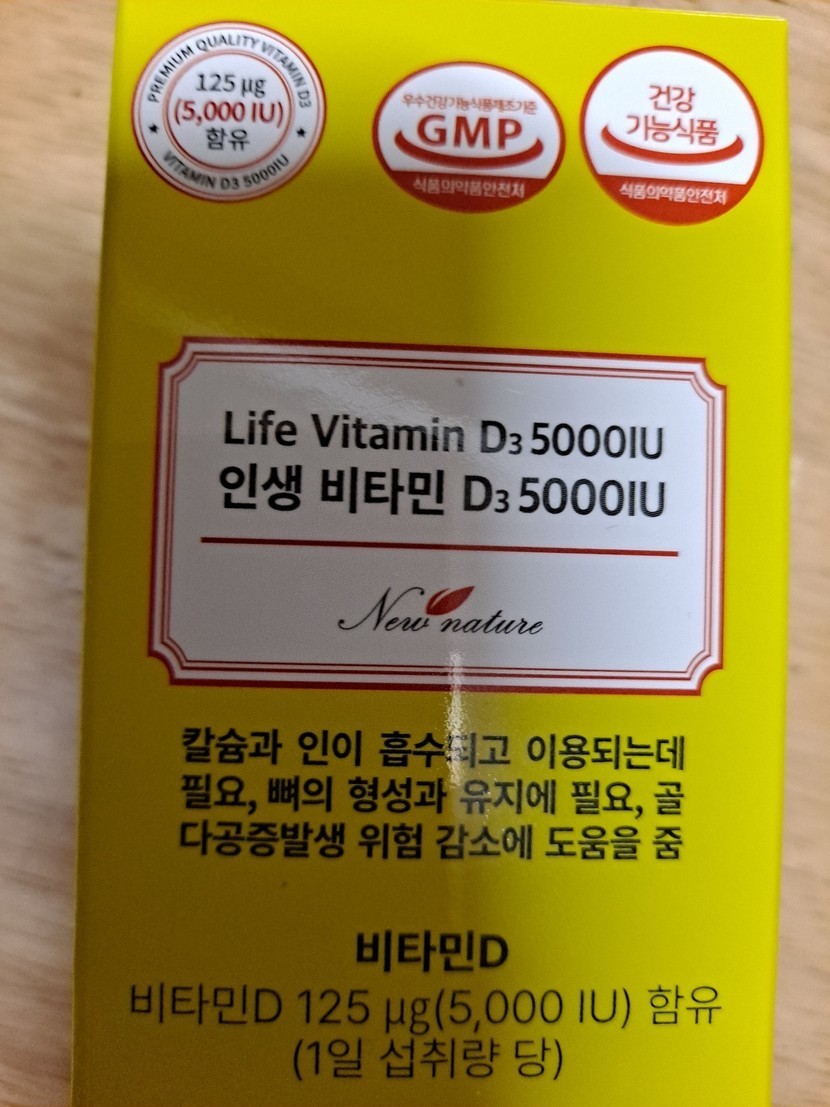 PREMIUM QUALITY VITAMIN D3
125 µg
(5,000 IU)
함유
VITAMIN D3 5000IU
우수건강기능식품제조기준
GMP
식품의약품안전처
건강
기능식품
식품의약품안전처
Life Vitamin D3 5000IU
인생 비타민 D3 5000IU
New nature
칼슘과 인이 흡수되고 이용되는데
필요, 뼈의 형성과 유지에 필요, 골
다공증발생 위험 감소에 도움을 줌
비타민D
비타민D 125 µg(5,000 IU) 함유
(1일 섭취량 당)